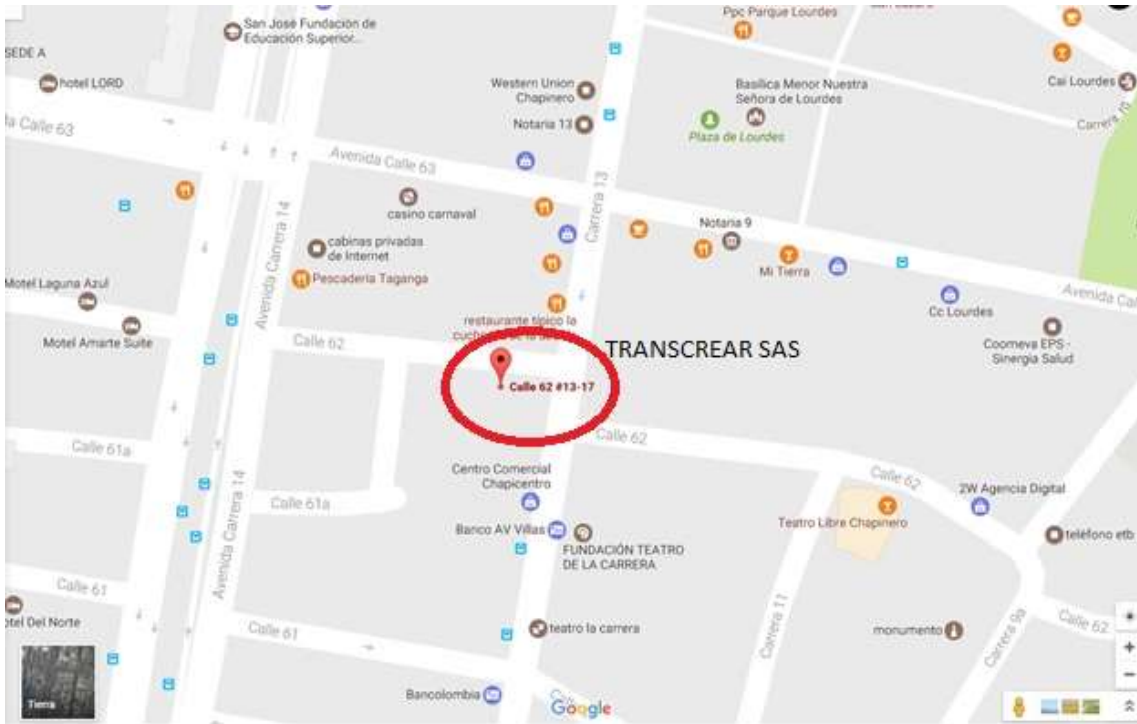 Ppc Parque Lourdes
San José Fundación de
Educación Superior...
SEDE A
hotel LORD
Western Union
Chapinero
Notaria 13
Basílica Menor Nuestra
Señora de Lourdes
Plaza de Lourdes
Cai Lourdes
Calle 63
Avenida Calle 63
Carrera 13
casino carnaval
Notaria 9
cabinas privadas
de Internet
Pescaderia Taganga
Mi Tierra
Avenida Carrera 14
Motel Laguna Azul
Cc Lourdes
Avenida
Motel Amarte Suite
restaurante típico la
Calle 62
TRANSCREAR SAS
Coomeva EPS -
Sinergia Salud
Calle 62 #13-17
Calle 62
Calle 61a
Centro Comercial
Chapicentro
Calle 62
2W Agencia Digital
Calle 61a
Avenida Carrera 14
Banco AV Villas
Teatro Libre Chapinero
FUNDACIÓN TEATRO
DE LA CARRERA
teléfono etb
Calle 61
Del Norte
Calle 61
teatro la carrera
Carrera 11
monumento
Carrera 9a
Calle 62
Tierra
Bancolombia
Google